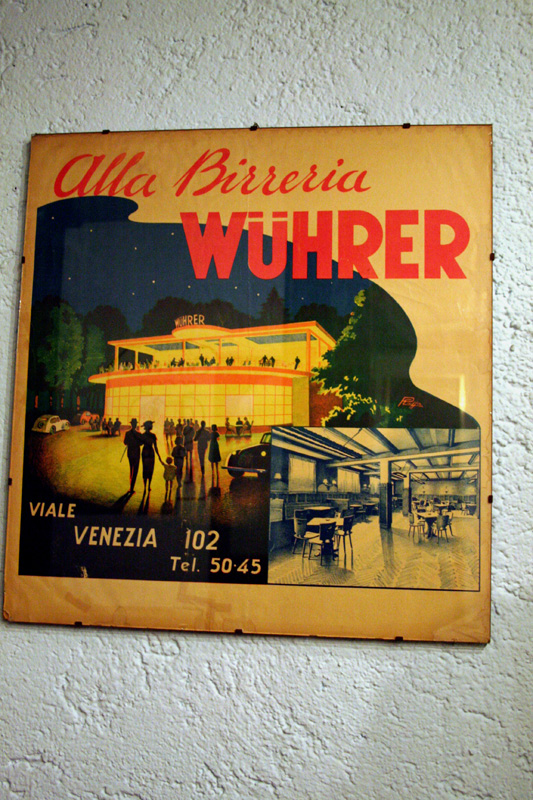 Alla Birreria
WÜHRER
WÜHRER
VIALE
VENEZIA 102
Tel. 50·45